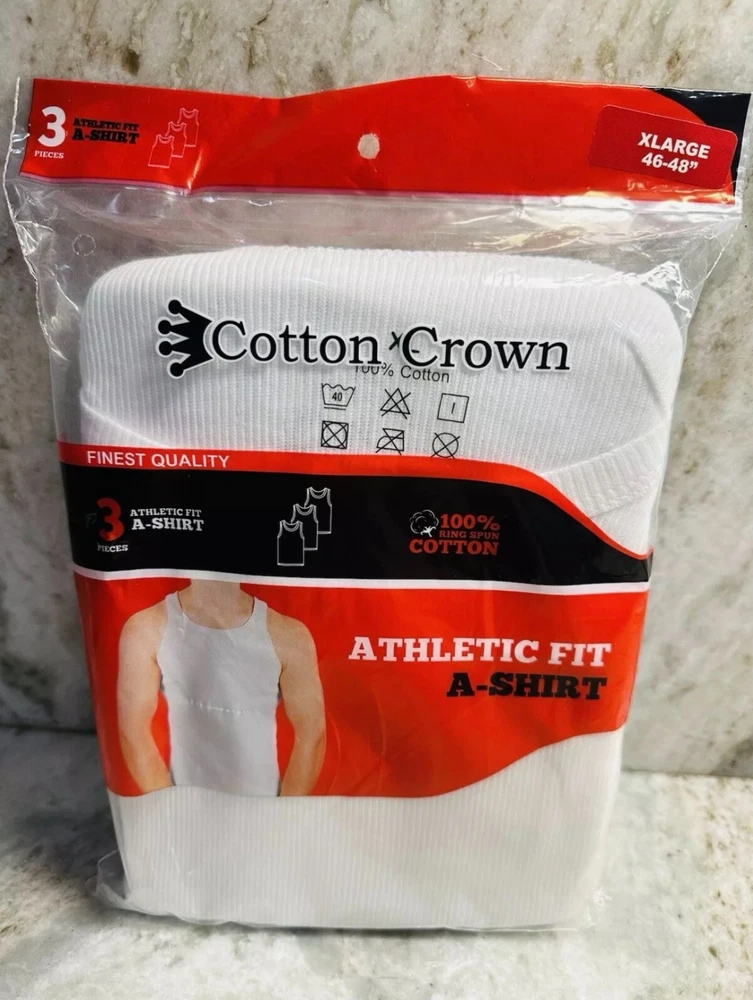 3
PIECES
ATHLETIC FIT
A-SHIRT
XLARGE
46-48"
Cotton Crown
100% Cotton
40
FINEST QUALITY
3
PIECES
ATHLETIC FIT
A-SHIRT
100%
RING SPUN
COTTON
ATHLETIC FIT
A-SHIRT